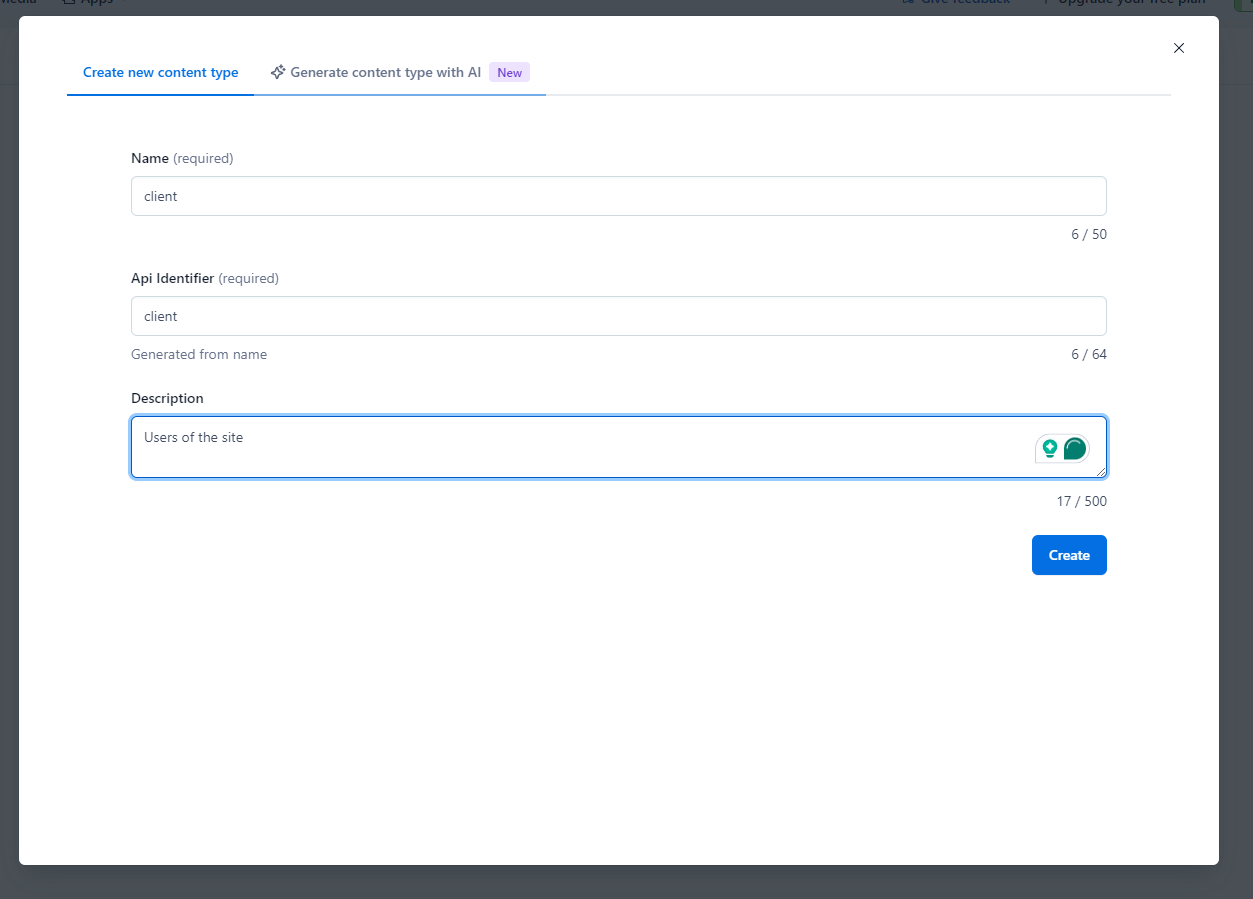 Media
Apps
Give feedback
Upgrade your free plan
Create new content type
Generate content type with AI
New
Name (required)
client
6 / 50
Api Identifier (required)
client
Generated from name
6 / 64
Description
Users of the site
17 / 500
Create